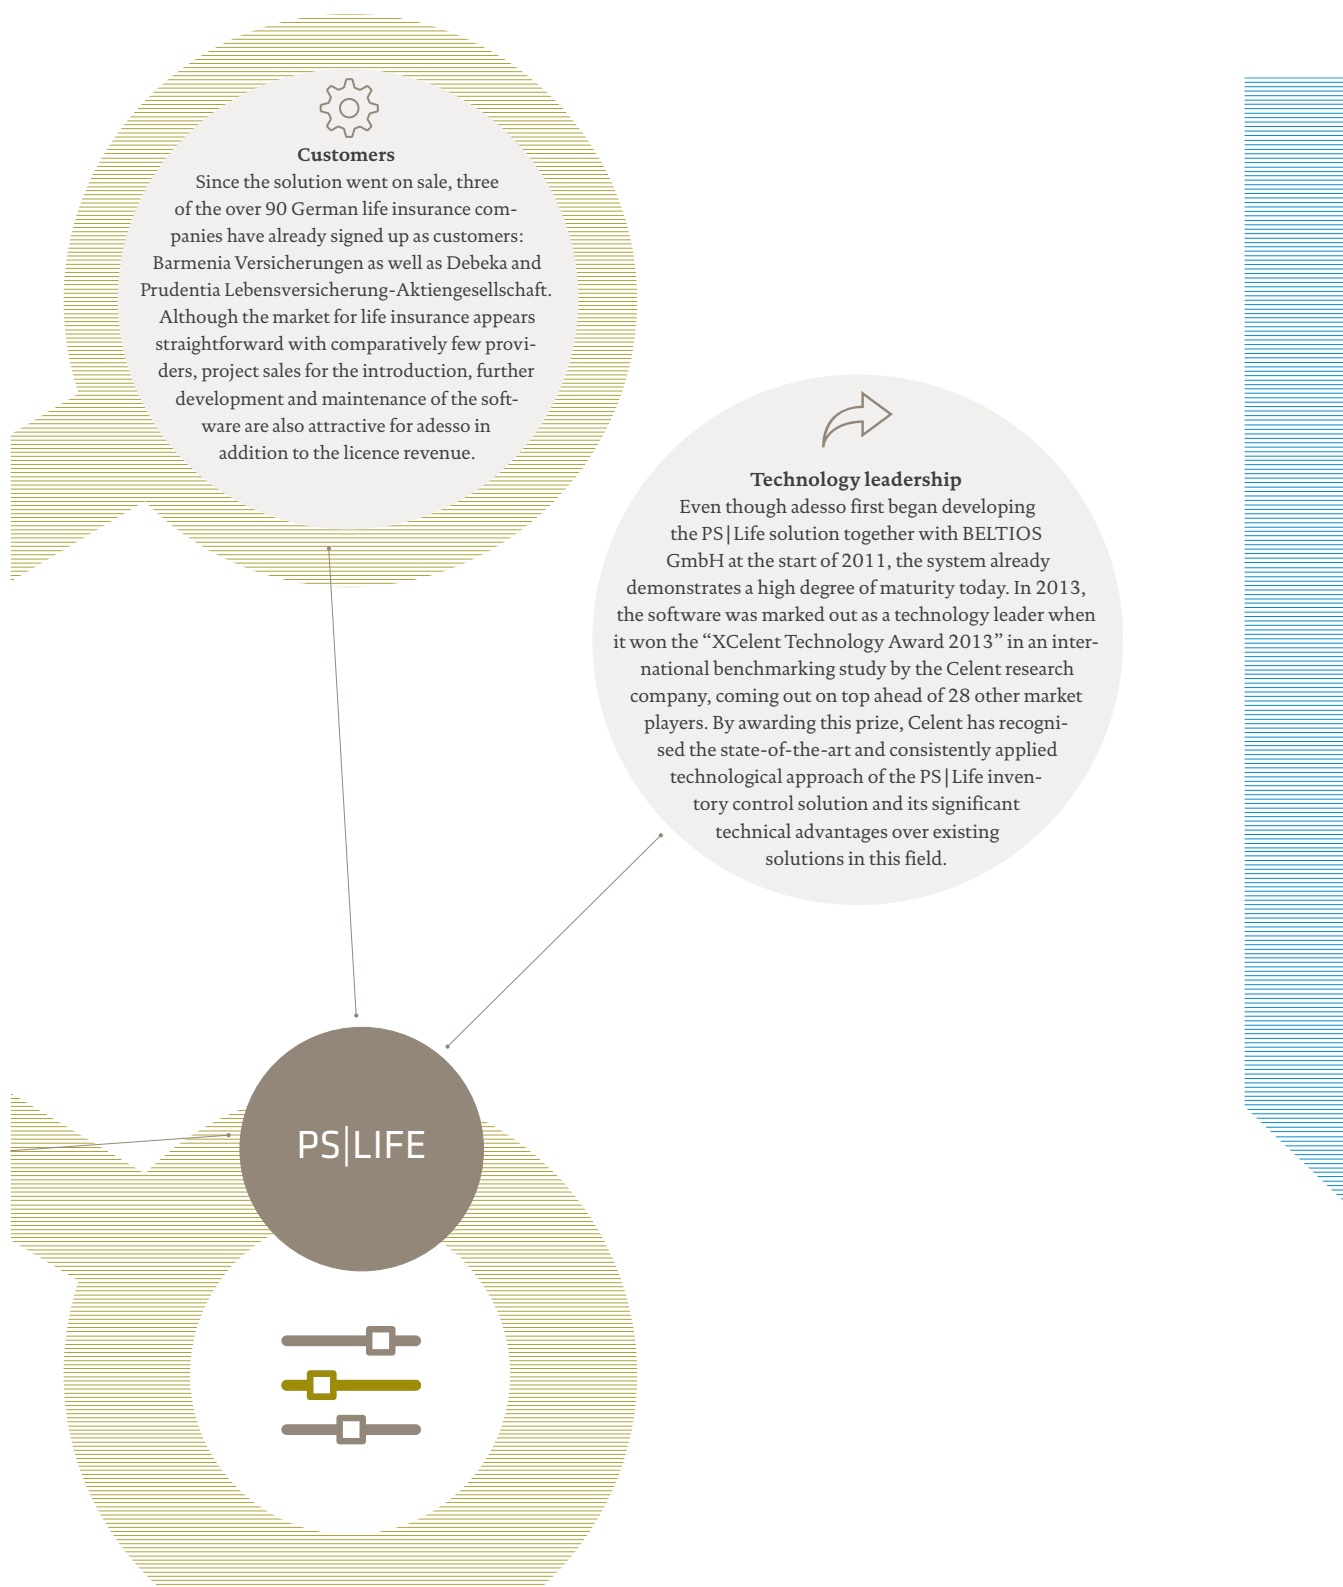 Customers
Since the solution went on sale, three
of the over 90 German life insurance com-
panies have already signed up as customers:
Barmenia Versicherungen as well as Debeka and
Prudentia Lebensversicherung-Aktiengesellschaft.
Although the market for life insurance appears
straightforward with comparatively few provi-
ders, project sales for the introduction, further
development and maintenance of the soft-
ware are also attractive for adesso in
addition to the licence revenue.
Technology leadership
Even though adesso first began developing
the PS|Life solution together with BELTIOS
GmbH at the start of 2011, the system already
demonstrates a high degree of maturity today. In 2013,
the software was marked out as a technology leader when
it won the “XCelent Technology Award 2013” in an inter-
national benchmarking study by the Celent research
company, coming out on top ahead of 28 other market
players. By awarding this prize, Celent has recogni-
sed the state-of-the-art and consistently applied
technological approach of the PS|Life inven-
tory control solution and its significant
technical advantages over existing
solutions in this field.
PS|LIFE